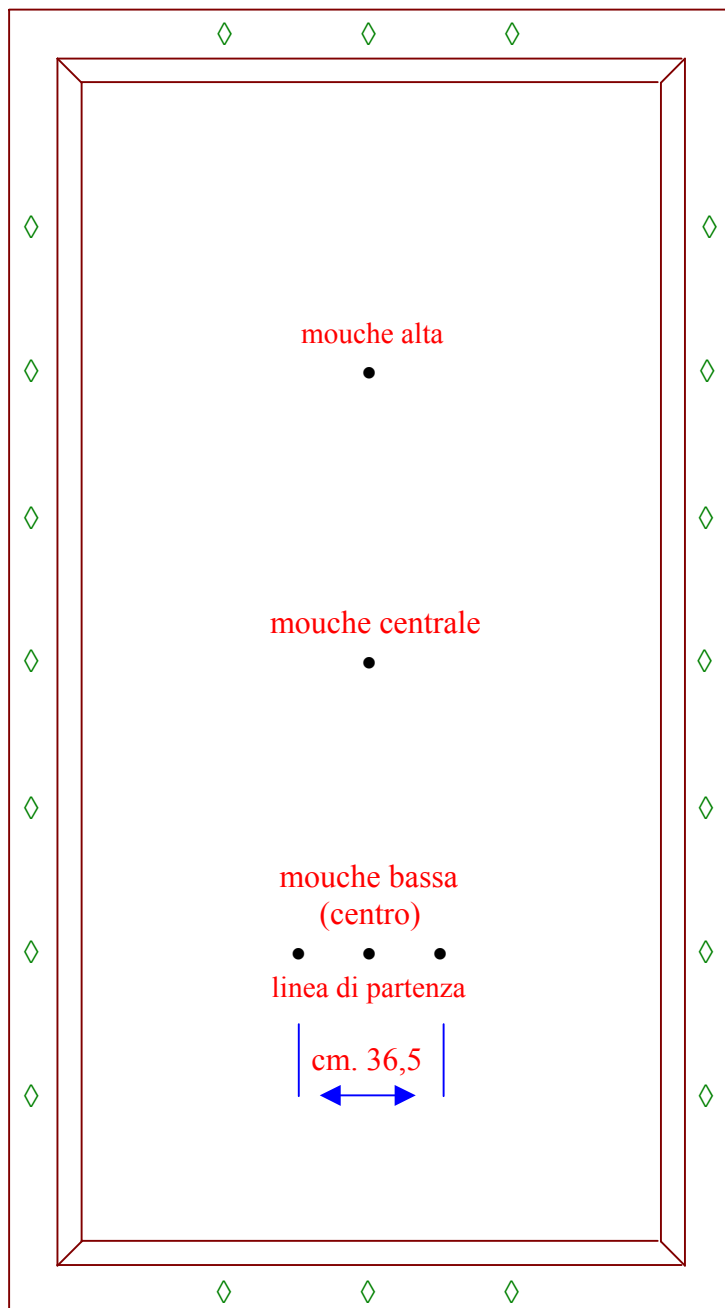 mouche alta
mouche centrale
mouche bassa
(centro)
linea di partenza
cm. 36,5